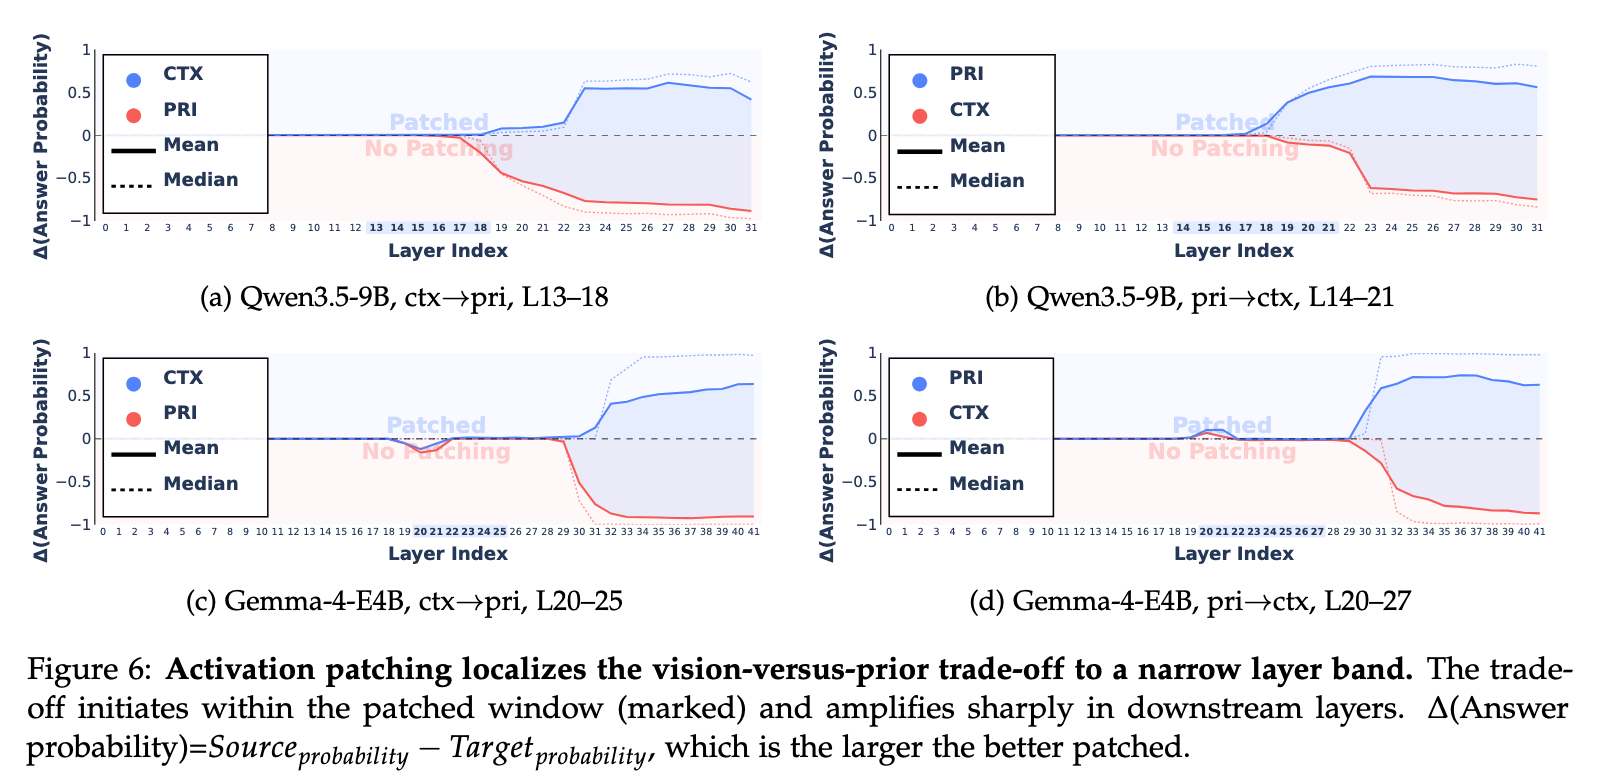 Δ(Answer Probability)
1
0.5
0
−0.5
−1
CTX
PRI
Mean
Median
Patched
No Patching
0 1 2 3 4 5 6 7 8 9 10 11 12 13 14 15 16 17 18 19 20 21 22 23 24 25 26 27 28 29 30 31
Layer Index
(a) Qwen3.5-9B, ctx→pri, L13–18
Δ(Answer Probability)
1
0.5
0
−0.5
−1
PRI
CTX
Mean
Median
Patched
No Patching
0 1 2 3 4 5 6 7 8 9 10 11 12 13 14 15 16 17 18 19 20 21 22 23 24 25 26 27 28 29 30 31
Layer Index
(b) Qwen3.5-9B, pri→ctx, L14–21
Δ(Answer Probability)
1
0.5
0
−0.5
−1
CTX
PRI
Mean
Median
Patched
No Patching
0 1 2 3 4 5 6 7 8 9 10 11 12 13 14 15 16 17 18 19 20 21 22 23 24 25 26 27 28 29 30 31 32 33 34 35 36 37 38 39 40 41
Layer Index
(c) Gemma-4-E4B, ctx→pri, L20–25
Δ(Answer Probability)
1
0.5
0
−0.5
−1
PRI
CTX
Mean
Median
Patched
No Patching
0 1 2 3 4 5 6 7 8 9 10 11 12 13 14 15 16 17 18 19 20 21 22 23 24 25 26 27 28 29 30 31 32 33 34 35 36 37 38 39 40 41
Layer Index
(d) Gemma-4-E4B, pri→ctx, L20–27
Figure 6: Activation patching localizes the vision-versus-prior trade-off to a narrow layer band. The trade-
off initiates within the patched window (marked) and amplifies sharply in downstream layers. Δ(Answer
probability)=Source_probability − Target_probability, which is the larger the better patched.